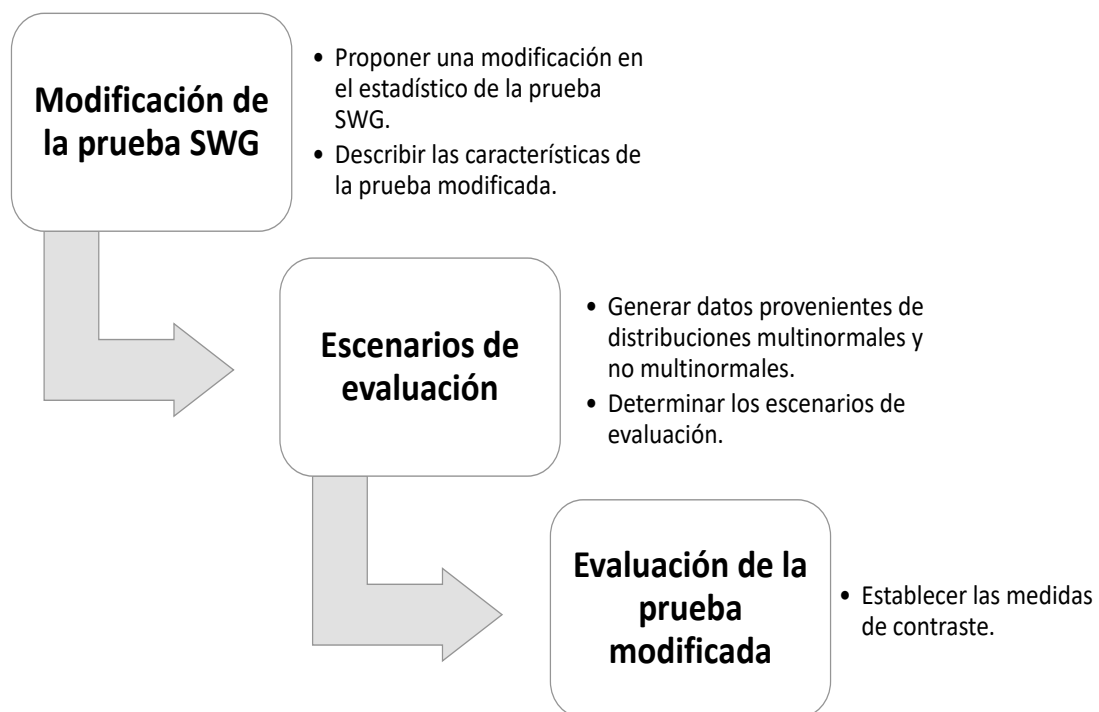 Modificación de
la prueba SWG
• Proponer una modificación en
el estadístico de la prueba
SWG.
• Describir las características de
la prueba modificada.
Escenarios de
evaluación
• Generar datos provenientes de
distribuciones multinormales y
no multinormales.
• Determinar los escenarios de
evaluación.
Evaluación de la
prueba
modificada
• Establecer las medidas
de contraste.